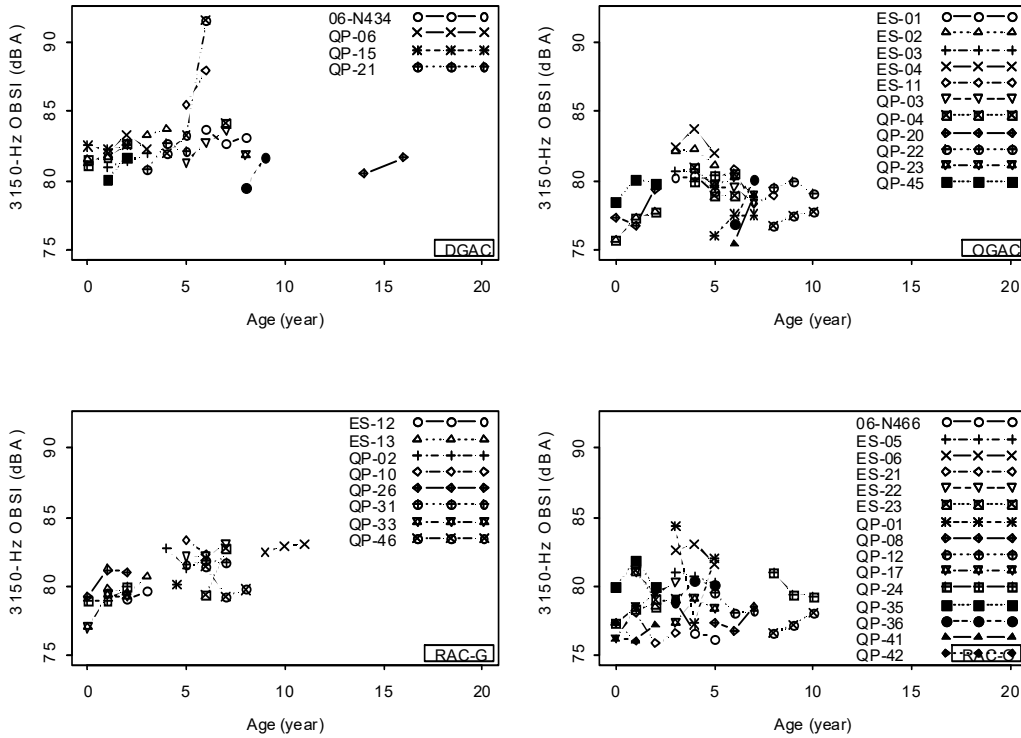 3150-Hz OBSI (dBA)
90
85
80
75
06-N434
QP-06
QP-15
QP-21
DGAC
0 5 10 15 20
Age (year)
3150-Hz OBSI (dBA)
90
85
80
75
ES-01
ES-02
ES-03
ES-04
ES-11
QP-03
QP-04
QP-20
QP-22
QP-23
QP-45
OGAC
0 5 10 15 20
Age (year)
3150-Hz OBSI (dBA)
90
85
80
75
ES-12
ES-13
QP-02
QP-10
QP-26
QP-31
QP-33
QP-46
RAC-G
0 5 10 15 20
Age (year)
3150-Hz OBSI (dBA)
90
85
80
75
06-N466
ES-05
ES-06
ES-21
ES-22
ES-23
QP-01
QP-08
QP-12
QP-17
QP-24
QP-35
QP-36
QP-41
QP-42
RAC-O
0 5 10 15 20
Age (year)